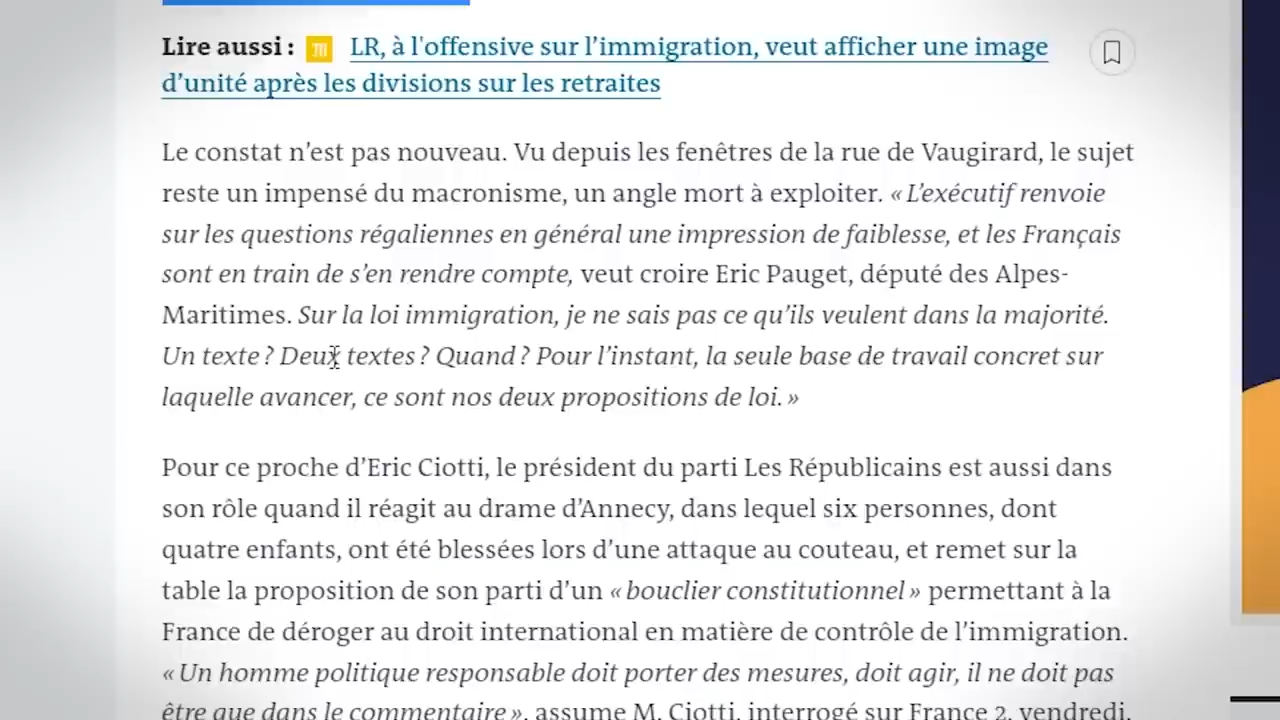 Lire aussi : LR, à l'offensive sur l’immigration, veut afficher une image
d’unité après les divisions sur les retraites
Le constat n’est pas nouveau. Vu depuis les fenêtres de la rue de Vaugirard, le sujet
reste un impensé du macronisme, un angle mort à exploiter. « L’exécutif renvoie
sur les questions régaliennes en général une impression de faiblesse, et les Français
sont en train de s’en rendre compte, veut croire Eric Pauget, député des Alpes-
Maritimes. Sur la loi immigration, je ne sais pas ce qu’ils veulent dans la majorité.
Un texte ? Deux textes ? Quand ? Pour l’instant, la seule base de travail concret sur
laquelle avancer, ce sont nos deux propositions de loi. »
Pour ce proche d’Eric Ciotti, le président du parti Les Républicains est aussi dans
son rôle quand il réagit au drame d’Annecy, dans lequel six personnes, dont
quatre enfants, ont été blessées lors d’une attaque au couteau, et remet sur la
table la proposition de son parti d’un « bouclier constitutionnel » permettant à la
France de déroger au droit international en matière de contrôle de l’immigration.
« Un homme politique responsable doit porter des mesures, doit agir, il ne doit pas
être que dans le commentaire », assume M. Ciotti, interrogé sur France 2, vendredi,